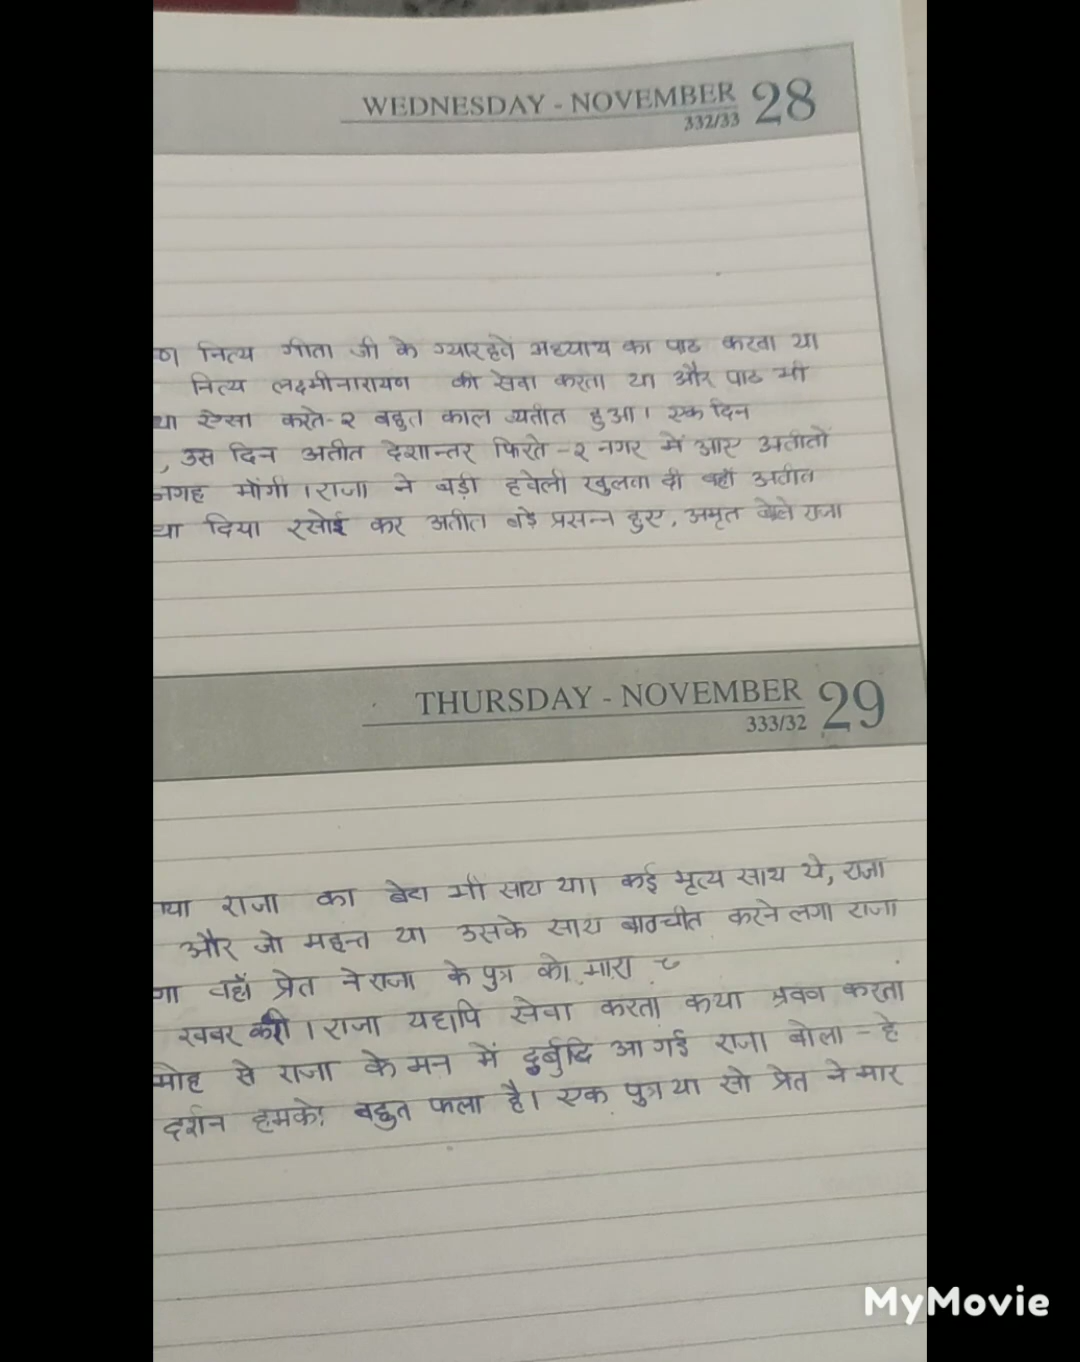 WEDNESDAY - NOVEMBER 28
332/33
नित्य गीता जी के ग्यारहवे अध्याय का पाठ करता था
नित्य लक्ष्मीनारायण की सेवा करता था और पाठ भी
था ऐसा करते-२ बहुत काल व्यतीत हुआ। एक दिन
, उस दिन अतीत देशान्तर फिरते-२ नगर में आए अतीतों
जगह माँगी। राजा ने बड़ी हवेली खुलवा दी वहाँ अतीत
था दिया रसोई कर अतीत बड़े प्रसन्न हुए, अमृत बेले राजा
THURSDAY - NOVEMBER 29
333/32
राजा का बेटा भी साथ था। कई भृत्य साथ थे, राजा
और जो महन्त था उसके साथ बातचीत करने लगा राजा
वहाँ प्रेत ने राजा के पुत्र को मारा
खबर करी। राजा यद्यपि सेवा करता कथा श्रवण करता
मोह से राजा के मन में दुर्बुद्धि आ गई राजा बोला - हे
दर्शन हमको बहुत फला है। एक पुत्र था सो प्रेत ने मार
MyMovie